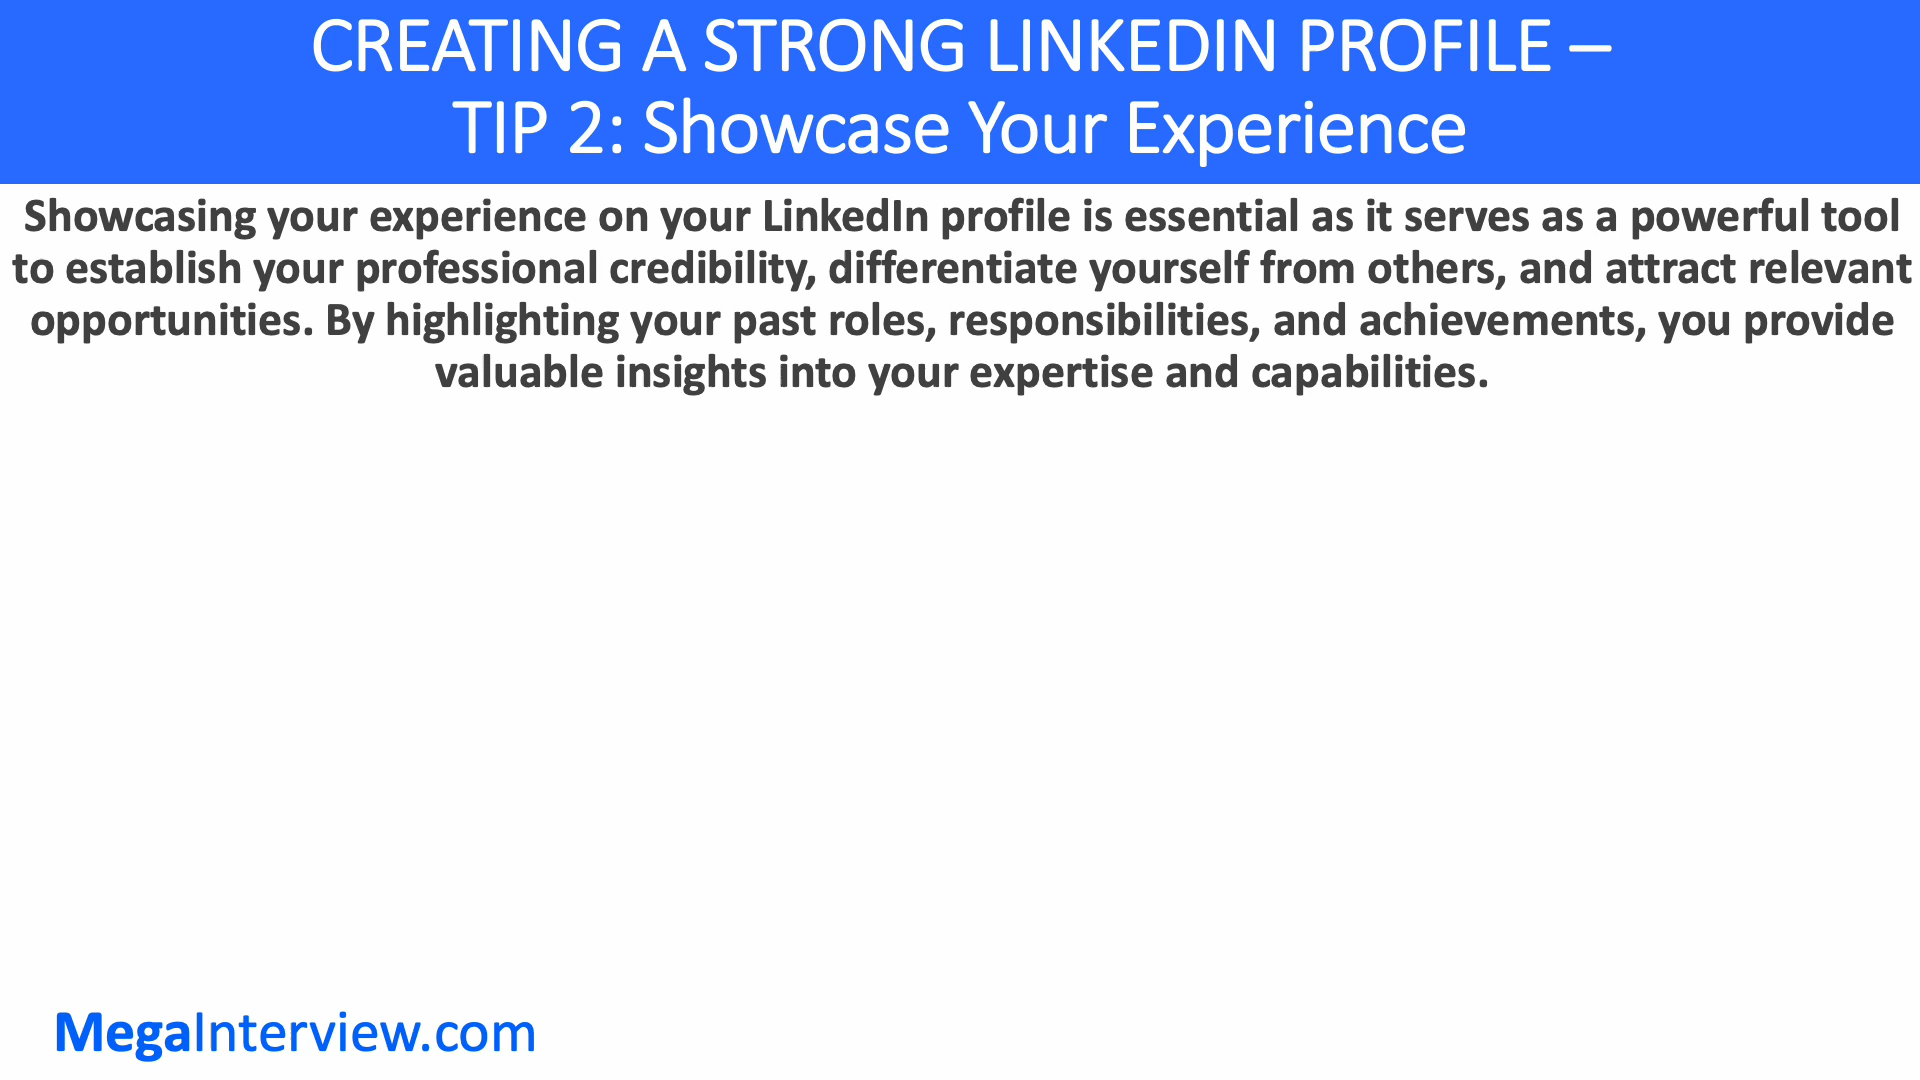 CREATING A STRONG LINKEDIN PROFILE –
TIP 2: Showcase Your Experience
Showcasing your experience on your LinkedIn profile is essential as it serves as a powerful tool
to establish your professional credibility, differentiate yourself from others, and attract relevant
opportunities. By highlighting your past roles, responsibilities, and achievements, you provide
valuable insights into your expertise and capabilities.
MegaInterview.com